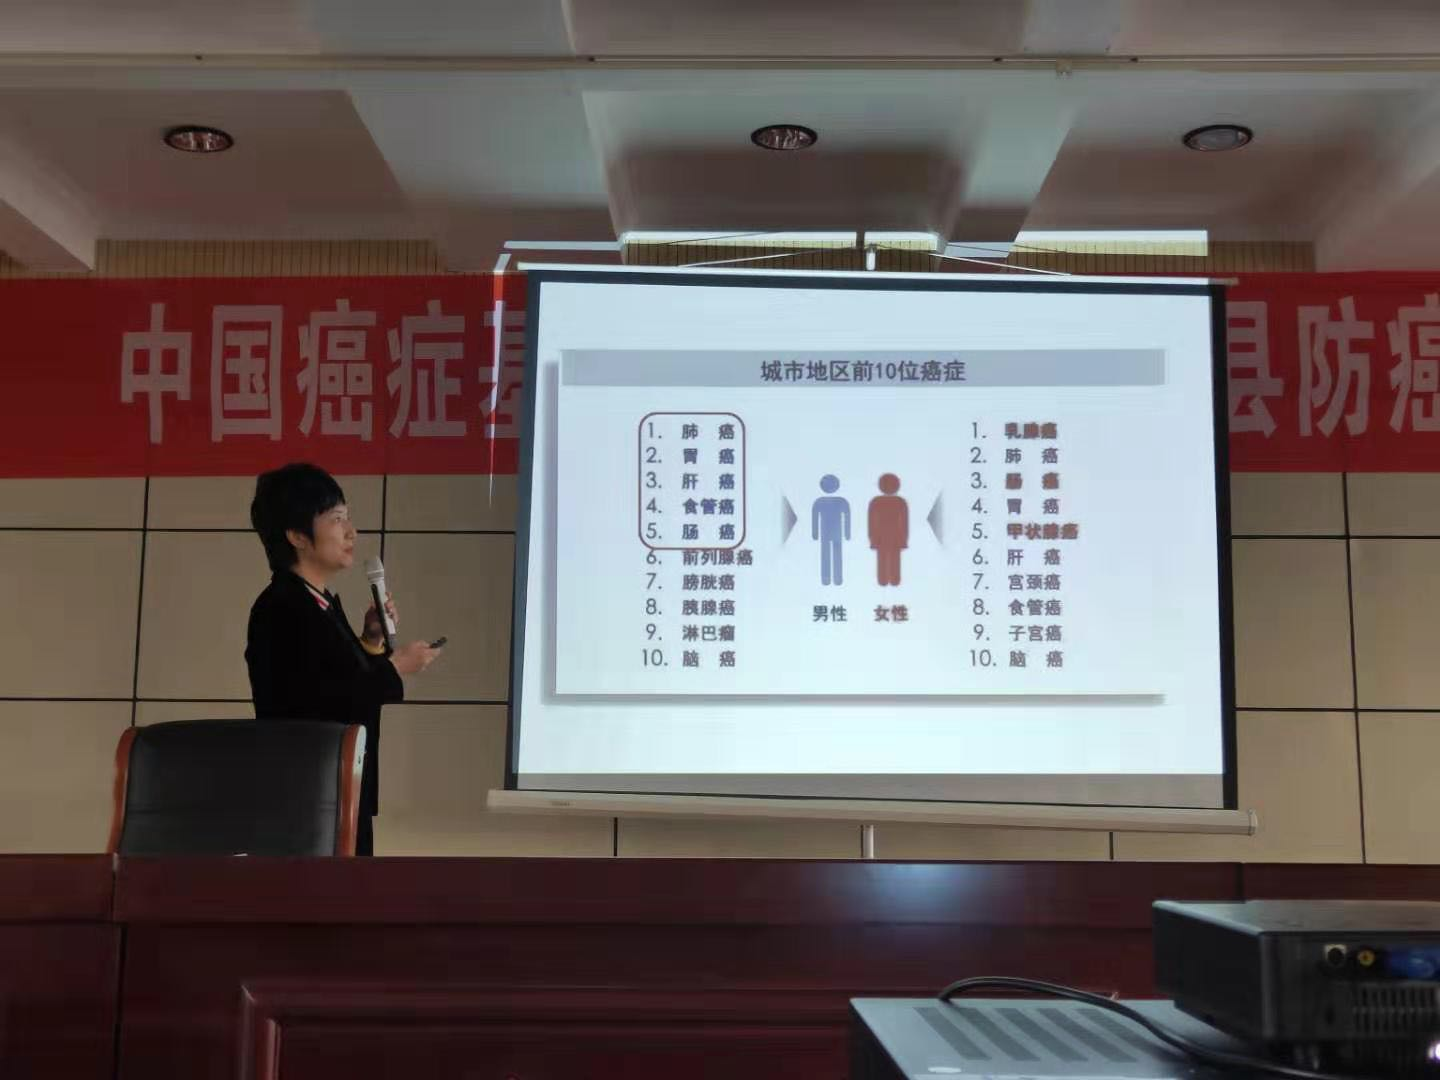 中国癌症基
县防癌
城市地区前10位癌症
1. 肺 癌
2. 胃 癌
3. 肝 癌
4. 食管癌
5. 肠 癌
6. 前列腺癌
7. 膀胱癌
8. 胰腺癌
9. 淋巴瘤
10. 脑 癌
男性
女性
1. 乳腺癌
2. 肺 癌
3. 肠 癌
4. 胃 癌
5. 甲状腺癌
6. 肝 癌
7. 宫颈癌
8. 食管癌
9. 子宫癌
10. 脑 癌